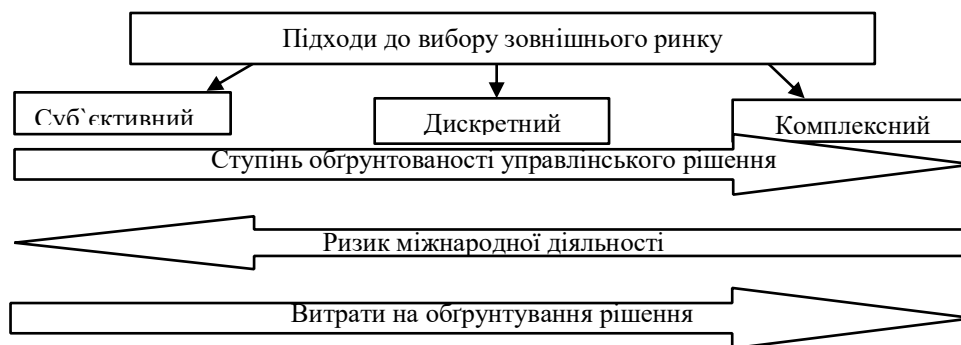 Підходи до вибору зовнішнього ринку
Суб`єктивний
Дискретний
Комплексний
Ступінь обґрунтованості управлінського рішення
Ризик міжнародної діяльності
Витрати на обґрунтування рішення